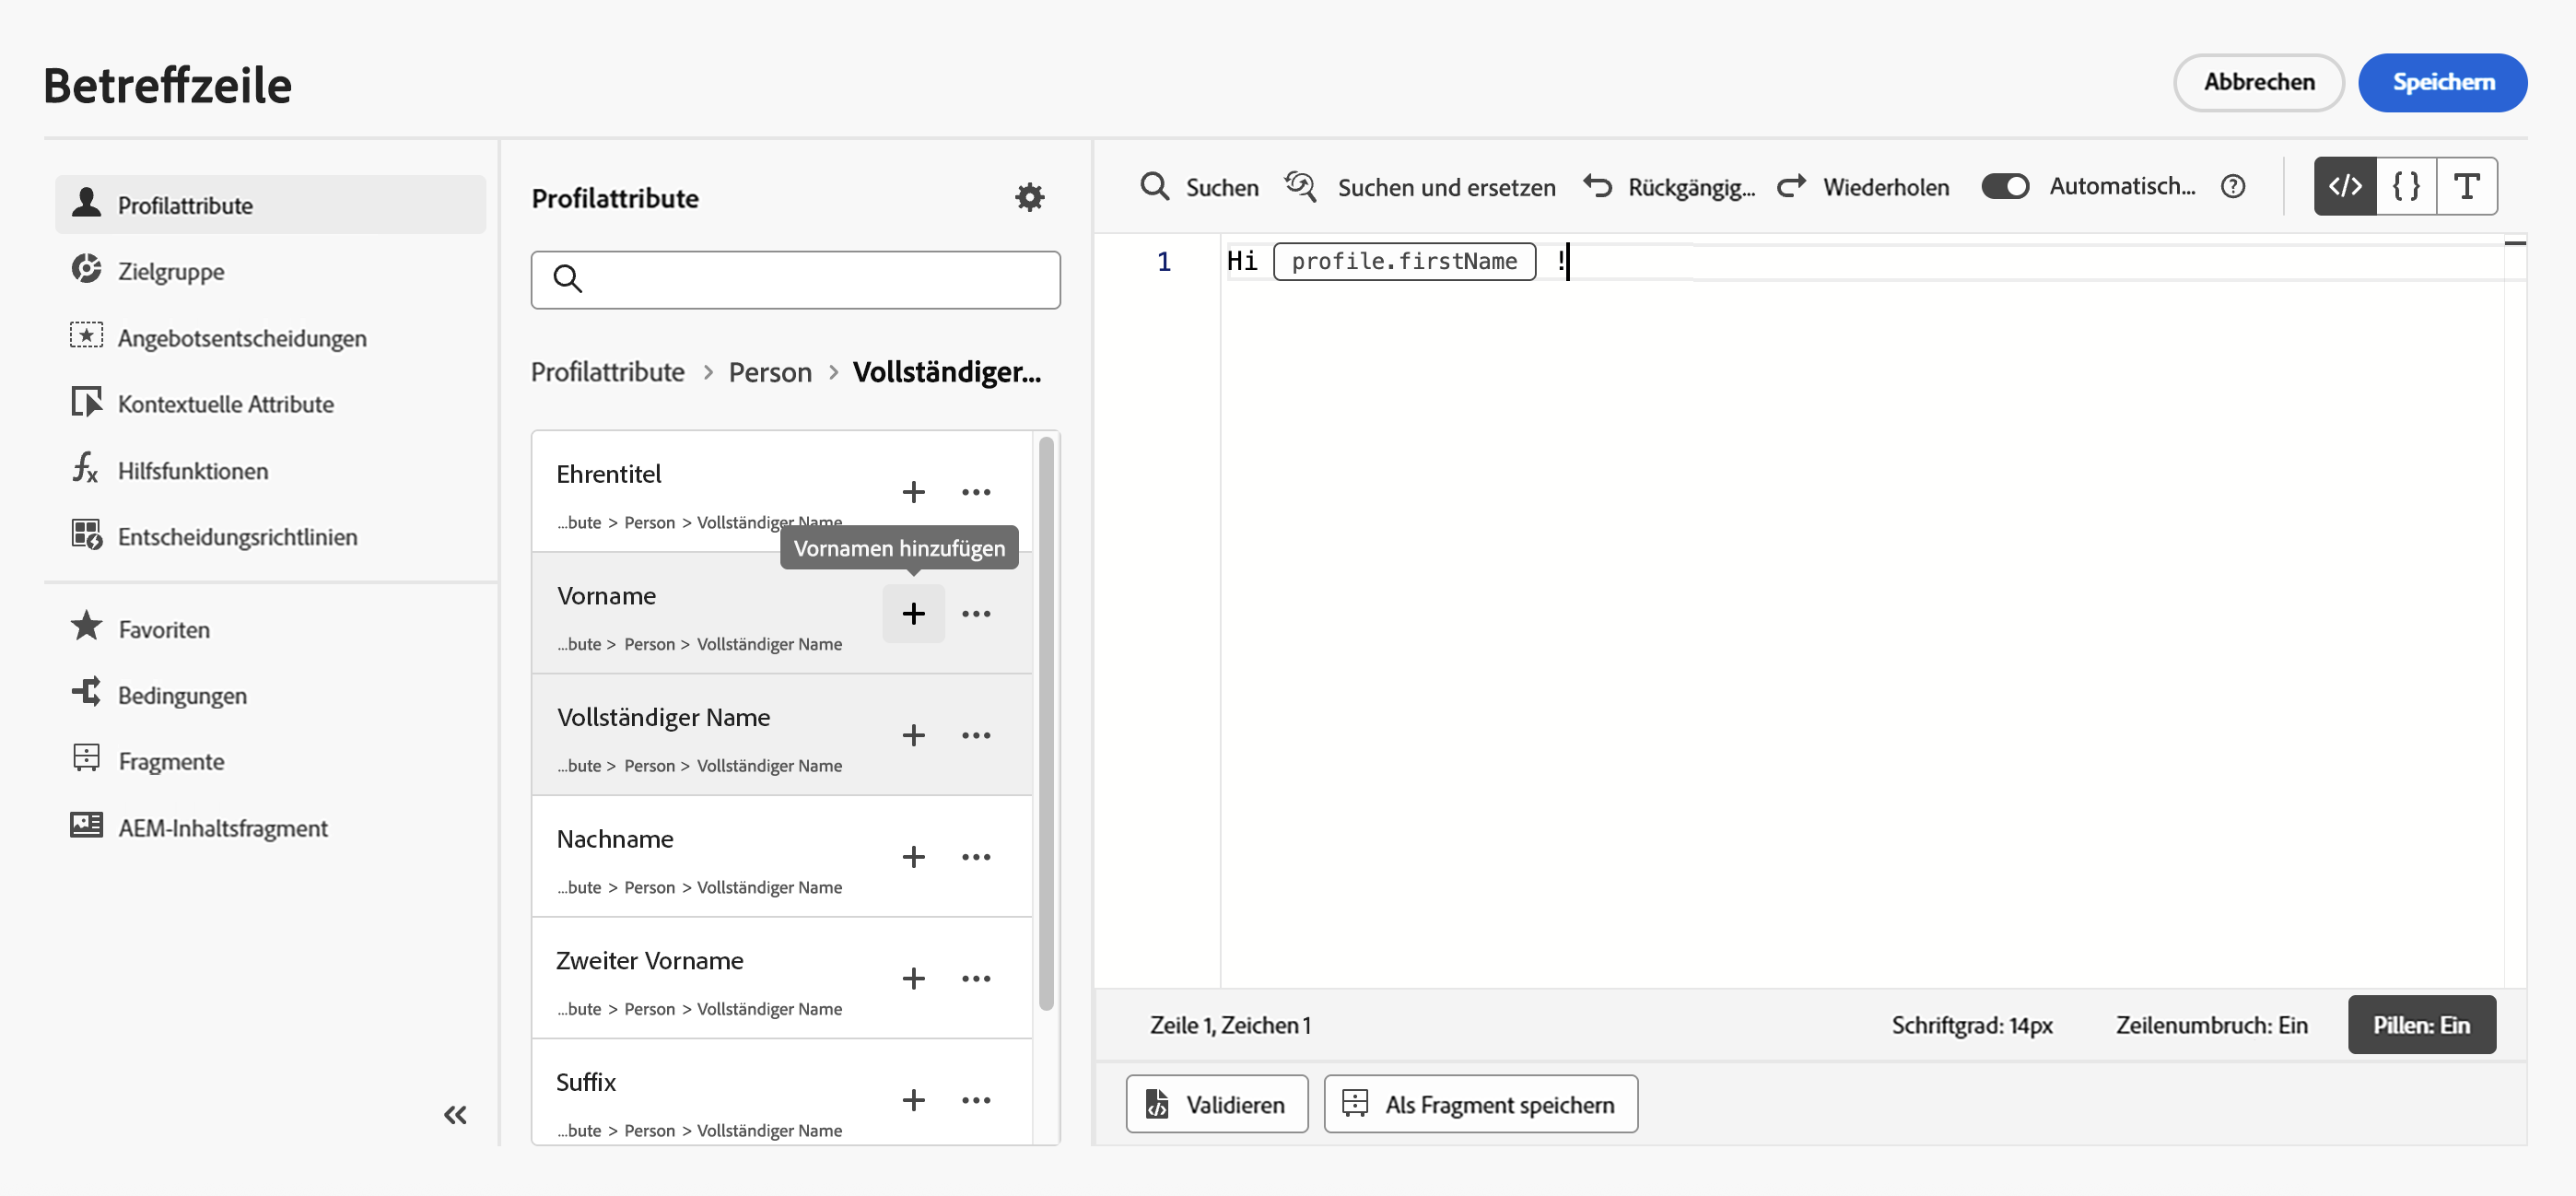 Betreffzeile
Abbrechen
Speichern
Profilattribute
Zielgruppe
Angebotsentscheidungen
Kontextuelle Attribute
Hilfsfunktionen
Entscheidungsrichtlinien
Favoriten
Bedingungen
Fragmente
AEM-Inhaltsfragment
Profilattribute
Profilattribute > Person > Vollständiger...
Ehrentitel
...bute > Person > Vollständiger Name
Vornamen hinzufügen
Vorname
...bute > Person > Vollständiger Name
Vollständiger Name
...bute > Person > Vollständiger Name
Nachname
...bute > Person > Vollständiger Name
Zweiter Vorname
...bute > Person > Vollständiger Name
Suffix
...bute > Person > Vollständiger Name
Suchen Suchen und ersetzen Rückgängig... Wiederholen Automatisch...
1 Hi profile.firstName !
Zeile 1, Zeichen 1
Schriftgrad: 14px Zeilenumbruch: Ein Pillen: Ein
Validieren Als Fragment speichern